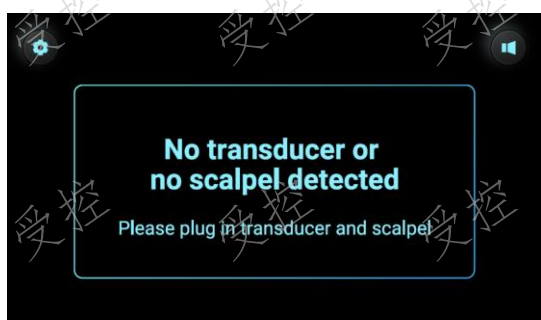 受控 受控 受控
No transducer or
no scalpel detected
Please plug in transducer and scalpel
受控 受控 受控